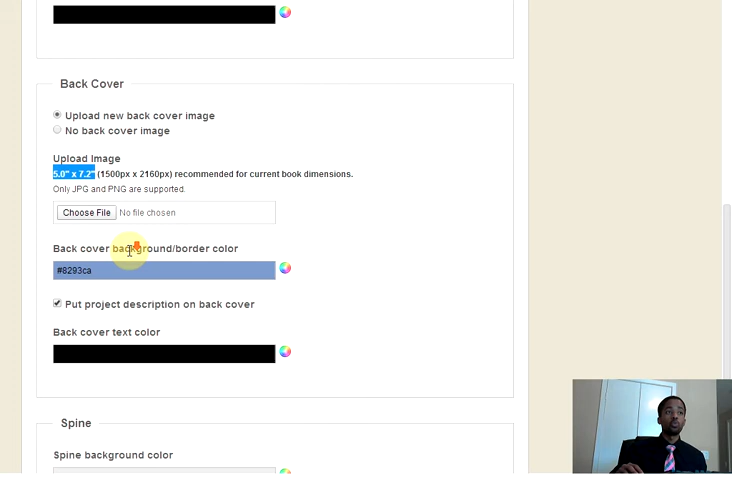 Back Cover
Upload new back cover image
No back cover image
Upload Image
5.0" x 7.2" (1500px x 2160px) recommended for current book dimensions.
Only JPG and PNG are supported.
Choose File No file chosen
Back cover background/border color
#8293ca
Put project description on back cover
Back cover text color
Spine
Spine background color